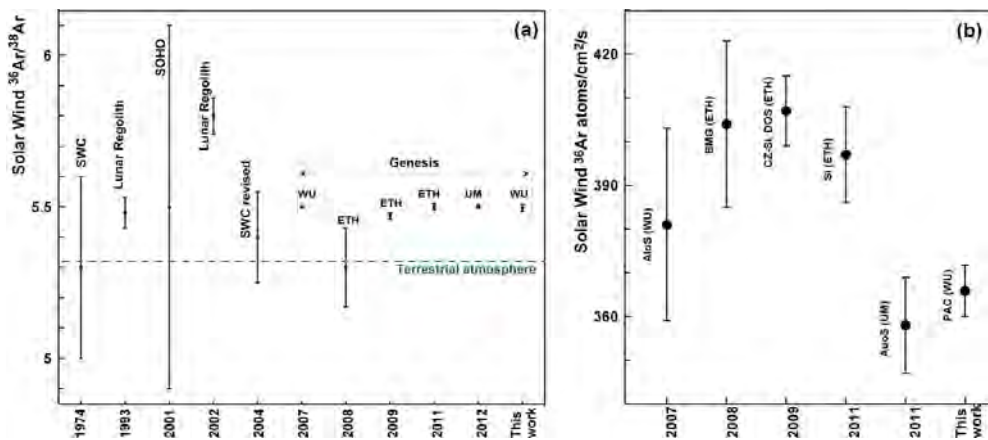 (a)
Solar Wind ³⁶Ar/³⁸Ar
6
5.5
5
SWC
Lunar Regolith
SOHO
Lunar Regolith
SWC revised
Genesis
WU
ETH
ETH
ETH
UM
WU
Terrestrial atmosphere
1974
1993
2001
2002
2004
2007
2008
2009
2011
2012
This
work
(b)
Solar Wind ³⁶Ar atoms/cm²/s
420
390
360
AloS (WU)
BMG (ETH)
CZ-Si, DOS (ETH)
Si (ETH)
AuoS (UM)
PAC (WU)
2007
2008
2009
2011
2011
This
work